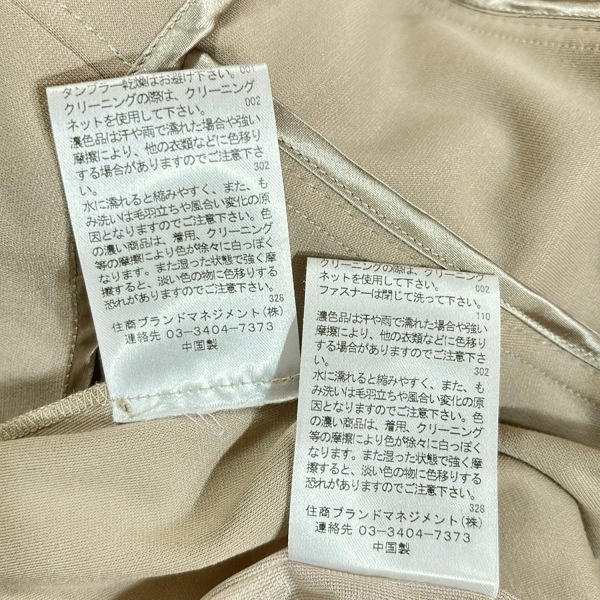 タンブラー乾燥はお避け下さい。001
クリーニングの際は、クリーニング
ネットを使用して下さい。 002
濃色品は汗や雨で濡れた場合や強い
摩擦により、他の衣類などに色移り
する場合がありますのでご注意下さ
い。 302
水に濡れると縮みやすく、また、も
み洗いは毛羽立ちや風合い変化の原
因となりますのでご注意下さい。色
の濃い商品は、着用、クリーニング
等の摩擦により色が徐々に白っぽく
なります。また湿った状態で強く摩
擦すると、淡い色の物に色移りする
恐れがありますのでご注意下さい。
328
住商ブランドマネジメント(株)
連絡先 03-3404-7373
中国製
クリーニングの際は、クリーニング
ネットを使用して下さい。 002
ファスナーは閉じて洗って下さい。
110
濃色品は汗や雨で濡れた場合や強い
摩擦により、他の衣類などに色移り
する場合がありますのでご注意下さ
い。 302
水に濡れると縮みやすく、また、も
み洗いは毛羽立ちや風合い変化の原
因となりますのでご注意下さい。色
の濃い商品は、着用、クリーニング
等の摩擦により色が徐々に白っぽく
なります。また湿った状態で強く摩
擦すると、淡い色の物に色移りする
恐れがありますのでご注意下さい。
328
住商ブランドマネジメント(株)
連絡先 03-3404-7373
中国製